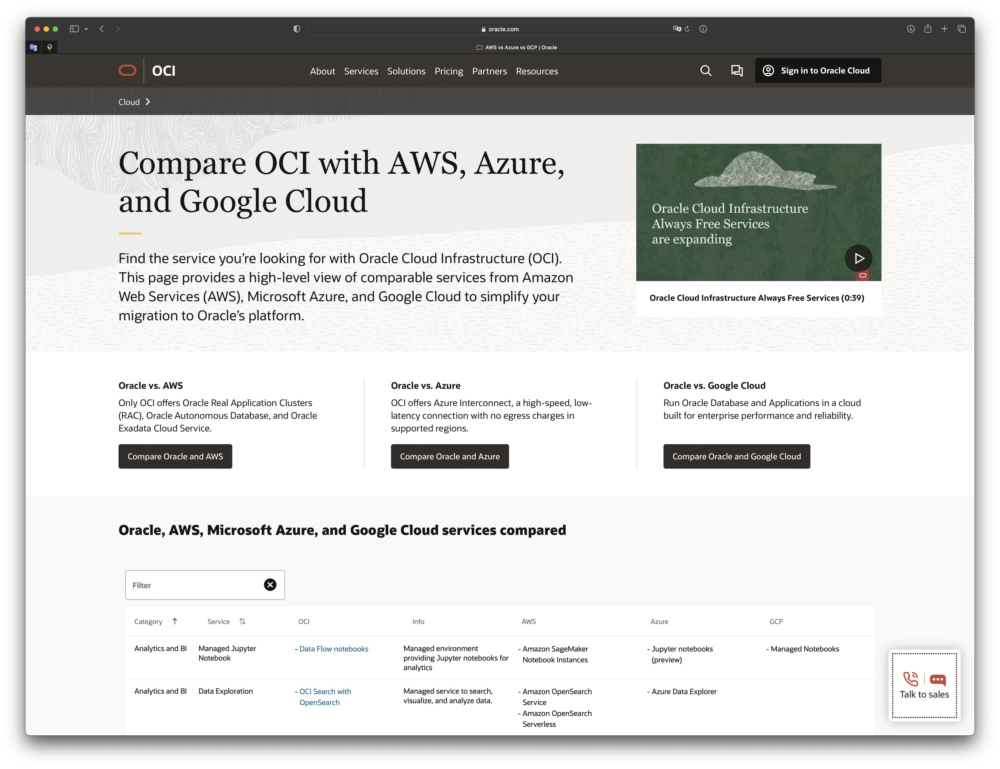 oracle.com
AWS vs Azure vs GCP | Oracle
OCI
About Services Solutions Pricing Partners Resources
Sign in to Oracle Cloud
Cloud
Compare OCI with AWS, Azure,
and Google Cloud
Find the service you’re looking for with Oracle Cloud Infrastructure (OCI).
This page provides a high-level view of comparable services from Amazon
Web Services (AWS), Microsoft Azure, and Google Cloud to simplify your
migration to Oracle’s platform.
Oracle Cloud Infrastructure
Always Free Services
are expanding
Oracle Cloud Infrastructure Always Free Services (0:39)
Oracle vs. AWS
Only OCI offers Oracle Real Application Clusters
(RAC), Oracle Autonomous Database, and Oracle
Exadata Cloud Service.
Compare Oracle and AWS
Oracle vs. Azure
OCI offers Azure Interconnect, a high-speed, low-
latency connection with no egress charges in
supported regions.
Compare Oracle and Azure
Oracle vs. Google Cloud
Run Oracle Database and Applications in a cloud
built for enterprise performance and reliability.
Compare Oracle and Google Cloud
Oracle, AWS, Microsoft Azure, and Google Cloud services compared
Filter
Category Service OCI Info AWS Azure GCP
Analytics and BI
Managed Jupyter
Notebook
- Data Flow notebooks
Managed environment
providing Jupyter notebooks for
analytics
- Amazon SageMaker
Notebook Instances
- Jupyter notebooks
(preview)
- Managed Notebooks
Analytics and BI
Data Exploration
- OCI Search with
OpenSearch
Managed service to search,
visualize, and analyze data.
- Amazon OpenSearch
Service
- Amazon OpenSearch
Serverless
- Azure Data Explorer
Talk to sales